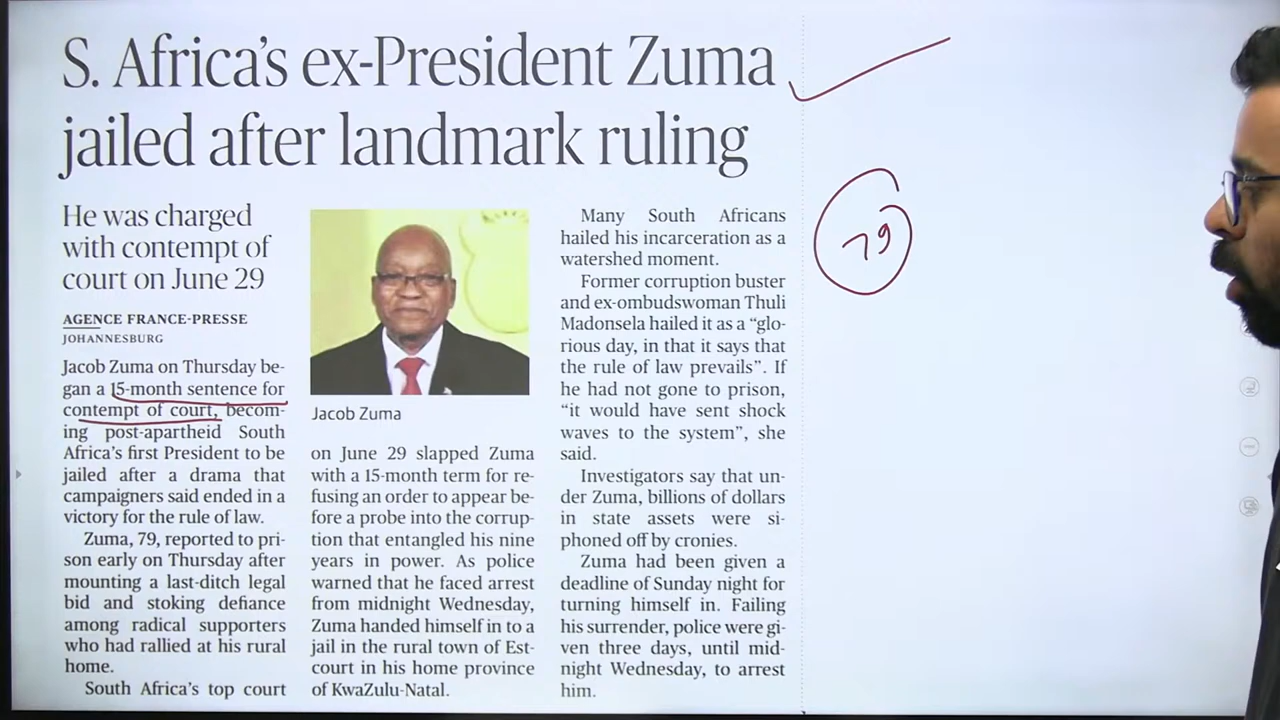 S. Africa's ex-President Zuma
jailed after landmark ruling
He was charged
with contempt of
court on June 29
AGENCE FRANCE-PRESSE
JOHANNESBURG
Jacob Zuma on Thursday be-
gan a 15-month sentence for
contempt of court, becom-
ing post-apartheid South
Africa's first President to be
jailed after a drama that
campaigners said ended in a
victory for the rule of law.
Zuma, 79, reported to pri-
son early on Thursday after
mounting a last-ditch legal
bid and stoking defiance
among radical supporters
who had rallied at his rural
home.
South Africa's top court
Jacob Zuma
on June 29 slapped Zuma
with a 15-month term for re-
fusing an order to appear be-
fore a probe into the corrup-
tion that entangled his nine
years in power. As police
warned that he faced arrest
from midnight Wednesday,
Zuma handed himself in to a
jail in the rural town of Est-
court in his home province
of KwaZulu-Natal.
Many South Africans
hailed his incarceration as a
watershed moment.
Former corruption buster
and ex-ombudswoman Thuli
Madonsela hailed it as a "glo-
rious day, in that it says that
the rule of law prevails". If
he had not gone to prison,
"it would have sent shock
waves to the system", she
said.
Investigators say that un-
der Zuma, billions of dollars
in state assets were si-
phoned off by cronies.
Zuma had been given a
deadline of Sunday night for
turning himself in. Failing
his surrender, police were gi-
ven three days, until mid-
night Wednesday, to arrest
him.
79